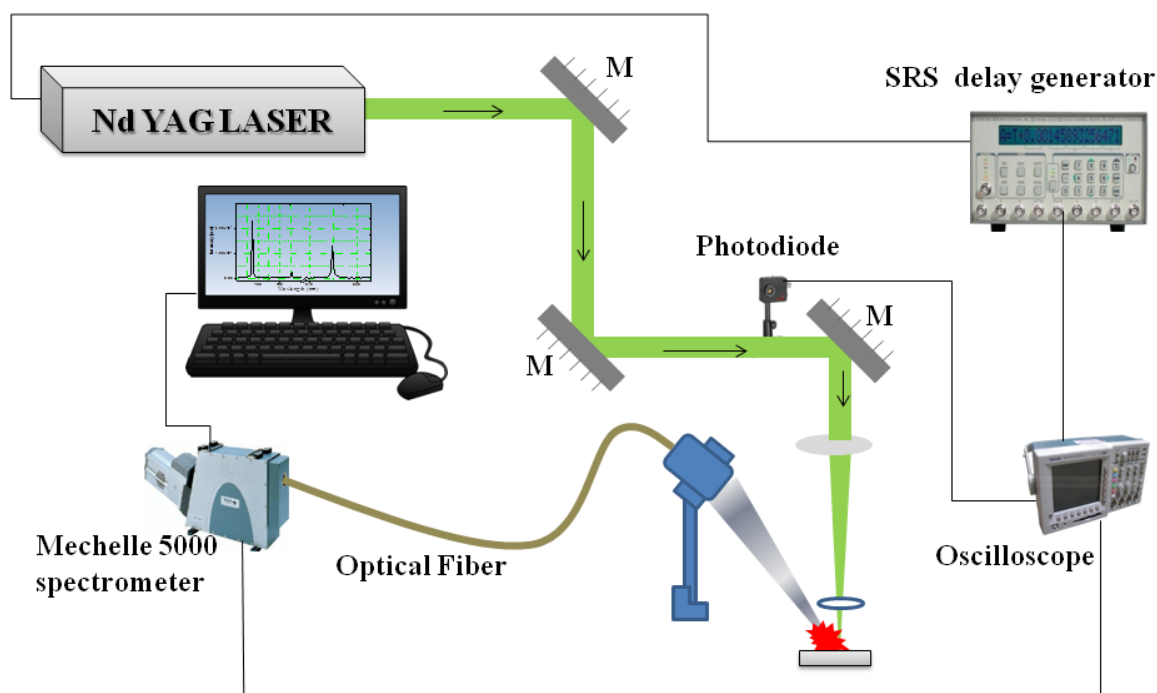 M
SRS delay generator
Nd YAG LASER
Photodiode
M
M
Mechelle 5000
spectrometer
Optical Fiber
Oscilloscope